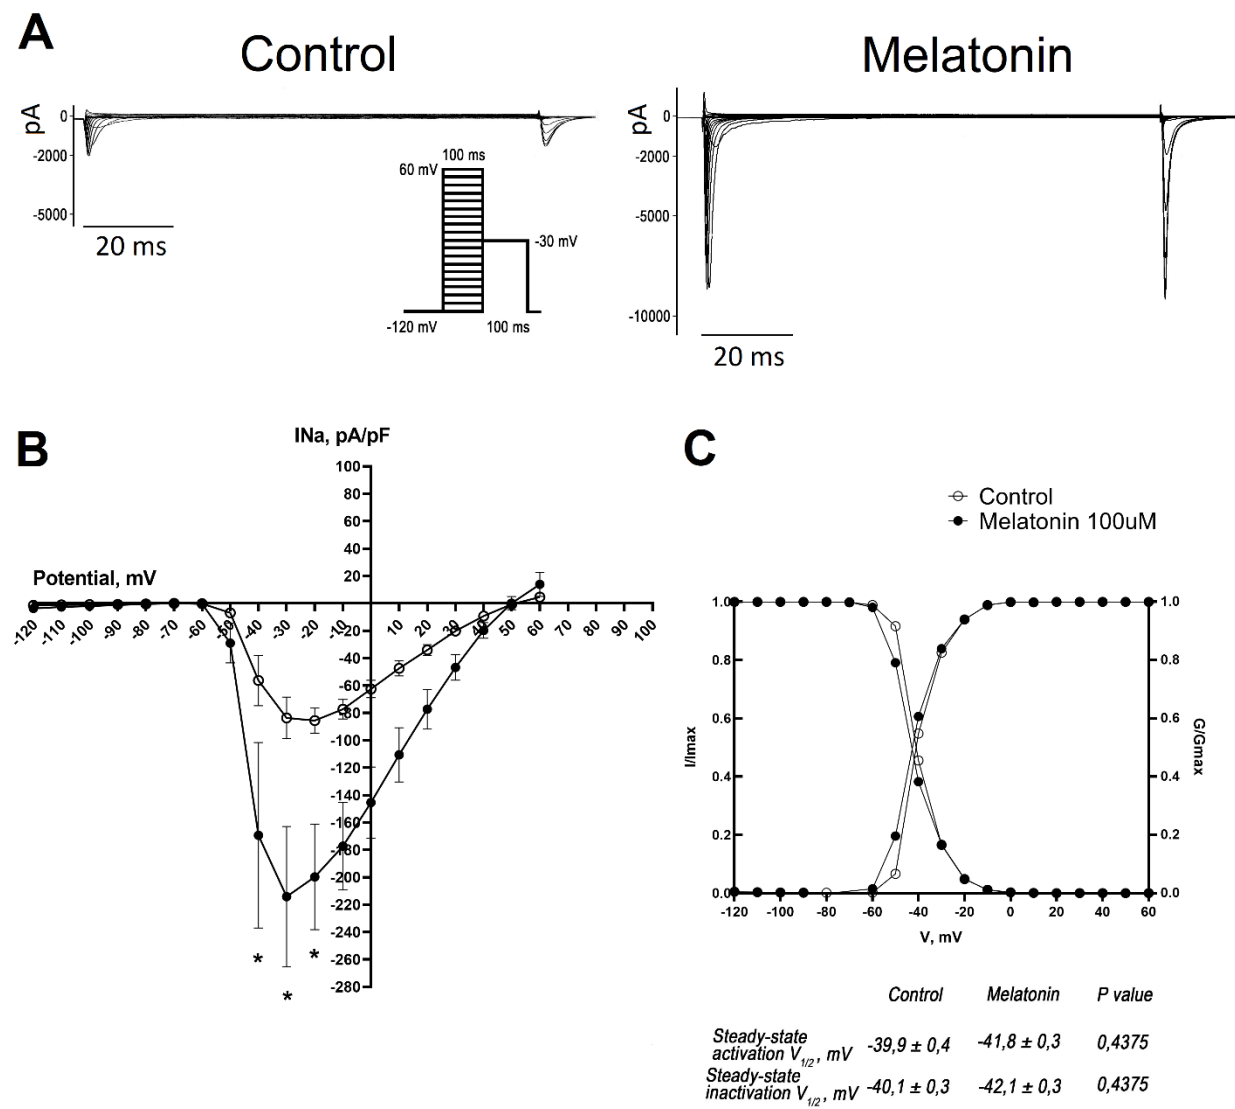 A
Control
Melatonin
pA
0
-2000
-5000
20 ms
100 ms
60 mV
-30 mV
-120 mV
100 ms
pA
0
-2000
-5000
-10000
20 ms
B
INa, pA/pF
Potential, mV
100
80
60
40
20
-20
-40
-60
-80
-100
-120
-140
-160
-180
-200
-220
-240
-260
-280
-120 -110 -100 -90 -80 -70 -60 -50 -40 -30 -20 -10 10 20 30 40 50 60 70 80 90 100
*
*
*
C
Control
Melatonin 100uM
I/Imax
1.0
0.8
0.6
0.4
0.2
0.0
G/Gmax
1.0
0.8
0.6
0.4
0.2
0.0
-120 -100 -80 -60 -40 -20 0 20 40 60
V, mV
Control Melatonin P value
Steady-state
activation V1/2, mV -39,9 ± 0,4 -41,8 ± 0,3 0,4375
Steady-state
inactivation V1/2, mV -40,1 ± 0,3 -42,1 ± 0,3 0,4375